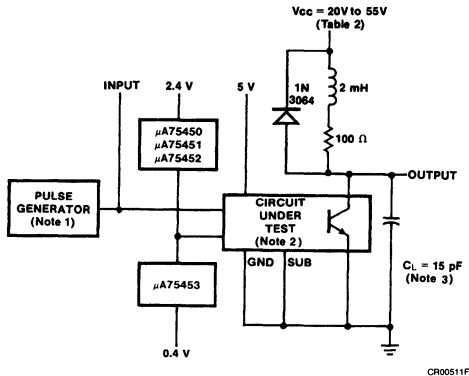 VCC = 20V to 55V
(Table 2)
INPUT
2.4 V
5 V
1N
3064
2 mH
100 Ω
μA75450
μA75451
μA75452
OUTPUT
PULSE
GENERATOR
(Note 1)
CIRCUIT
UNDER
TEST
(Note 2)
GND
SUB
CL = 15 pF
(Note 3)
μA75453
0.4 V
CR00511F